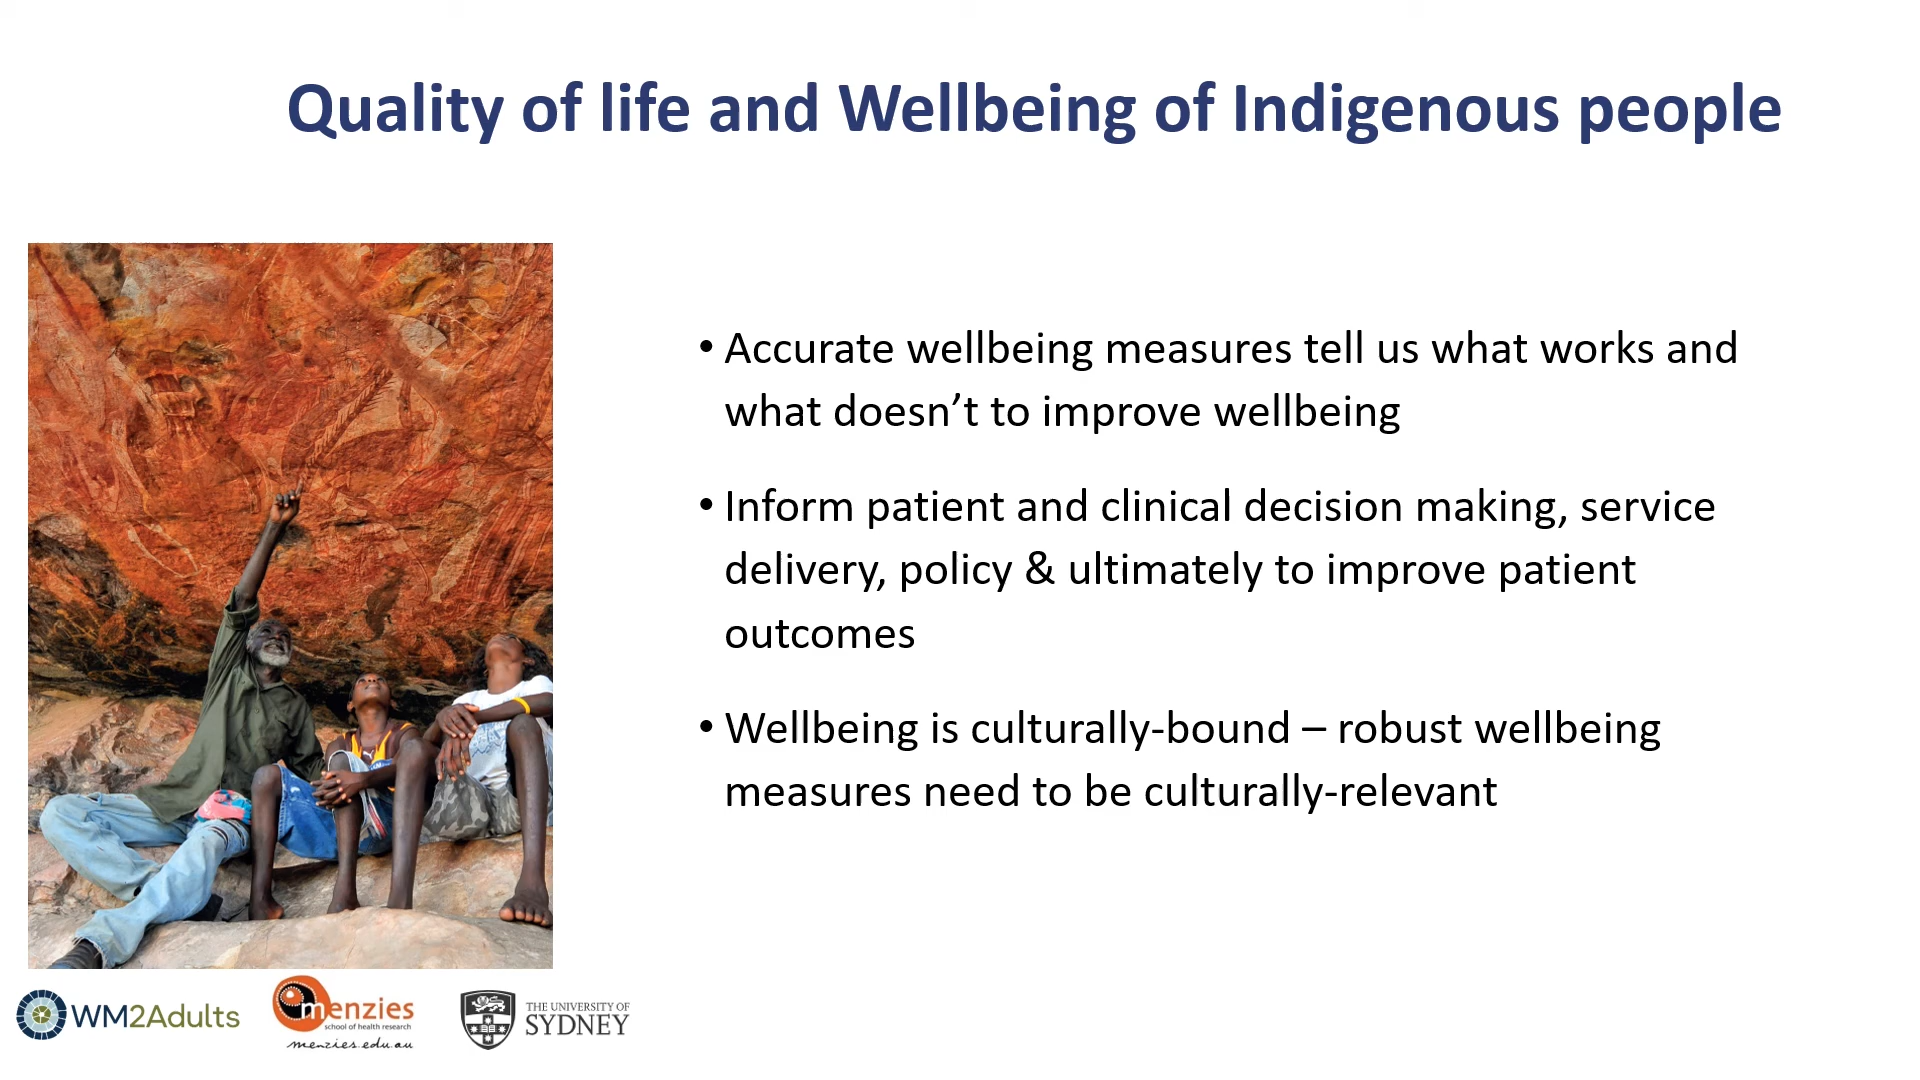 Quality of life and Wellbeing of Indigenous people
• Accurate wellbeing measures tell us what works and
what doesn’t to improve wellbeing
• Inform patient and clinical decision making, service
delivery, policy & ultimately to improve patient
outcomes
• Wellbeing is culturally-bound – robust wellbeing
measures need to be culturally-relevant
WM2Adults
menzies
school of health research
menzies.edu.au
THE UNIVERSITY OF
SYDNEY